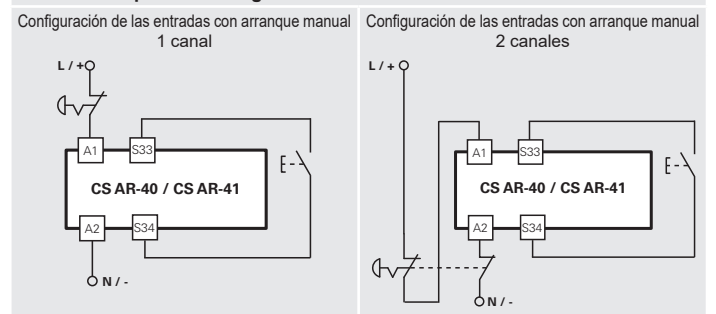 Configuración de las entradas con arranque manual
1 canal
L / +
A1
S33
CS AR-40 / CS AR-41
A2
S34
N / -
Configuración de las entradas con arranque manual
2 canales
L / +
A1
S33
CS AR-40 / CS AR-41
A2
S34
N / -